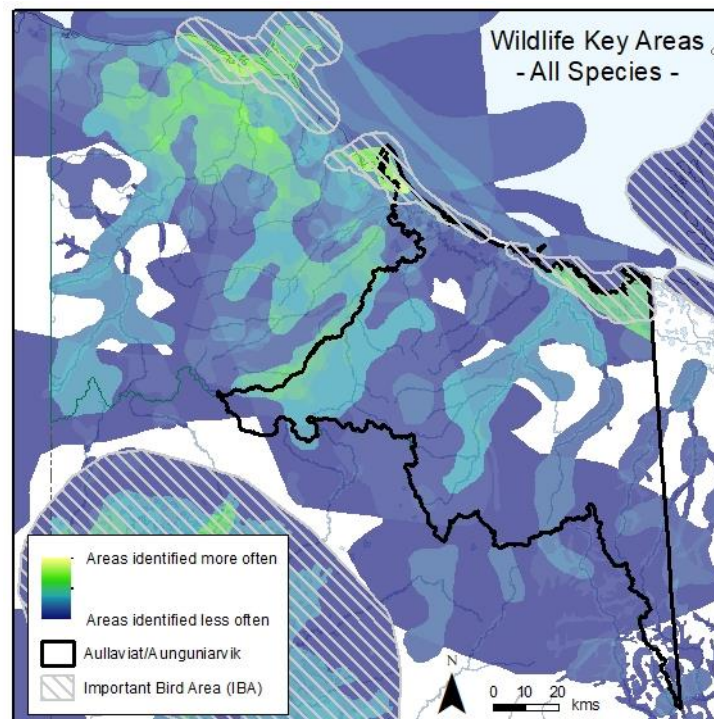 Wildlife Key Areas
- All Species -
Areas identified more often
Areas identified less often
Aullaviat/Aunguniarvik
Important Bird Area (IBA)
N
0 10 20
kms